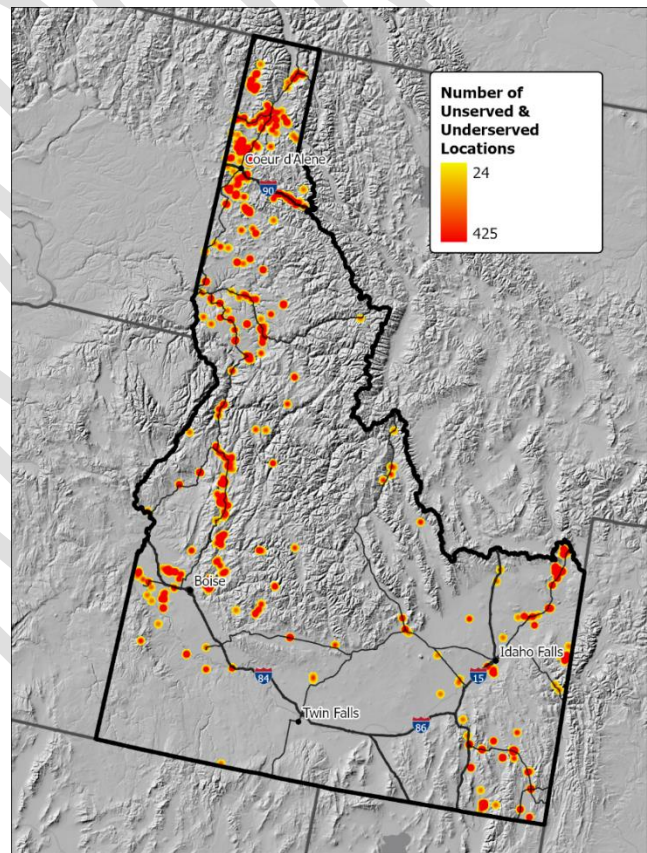 Number of
Unserved &
Underserved
Locations
24
425
Coeur d'Alene
90
Boise
Idaho Falls
84
15
Twin Falls
86